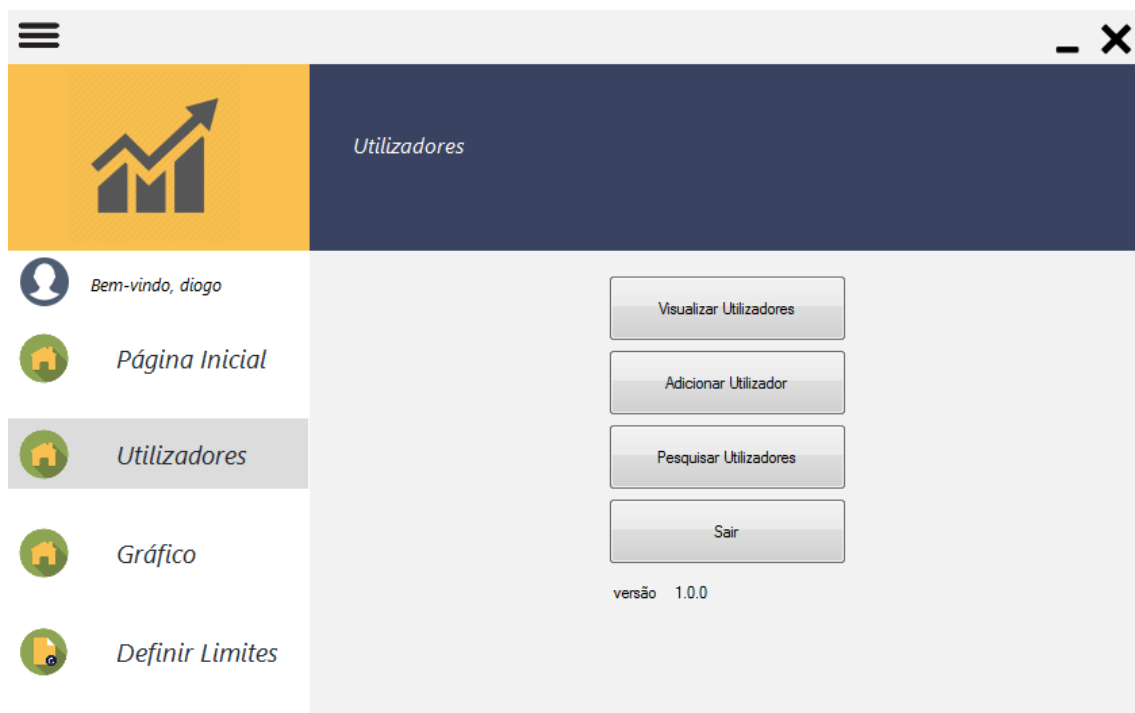 Utilizadores
Bem-vindo, diogo
Página Inicial
Utilizadores
Gráfico
Definir Limites
Visualizar Utilizadores
Adicionar Utilizador
Pesquisar Utilizadores
Sair
versão 1.0.0